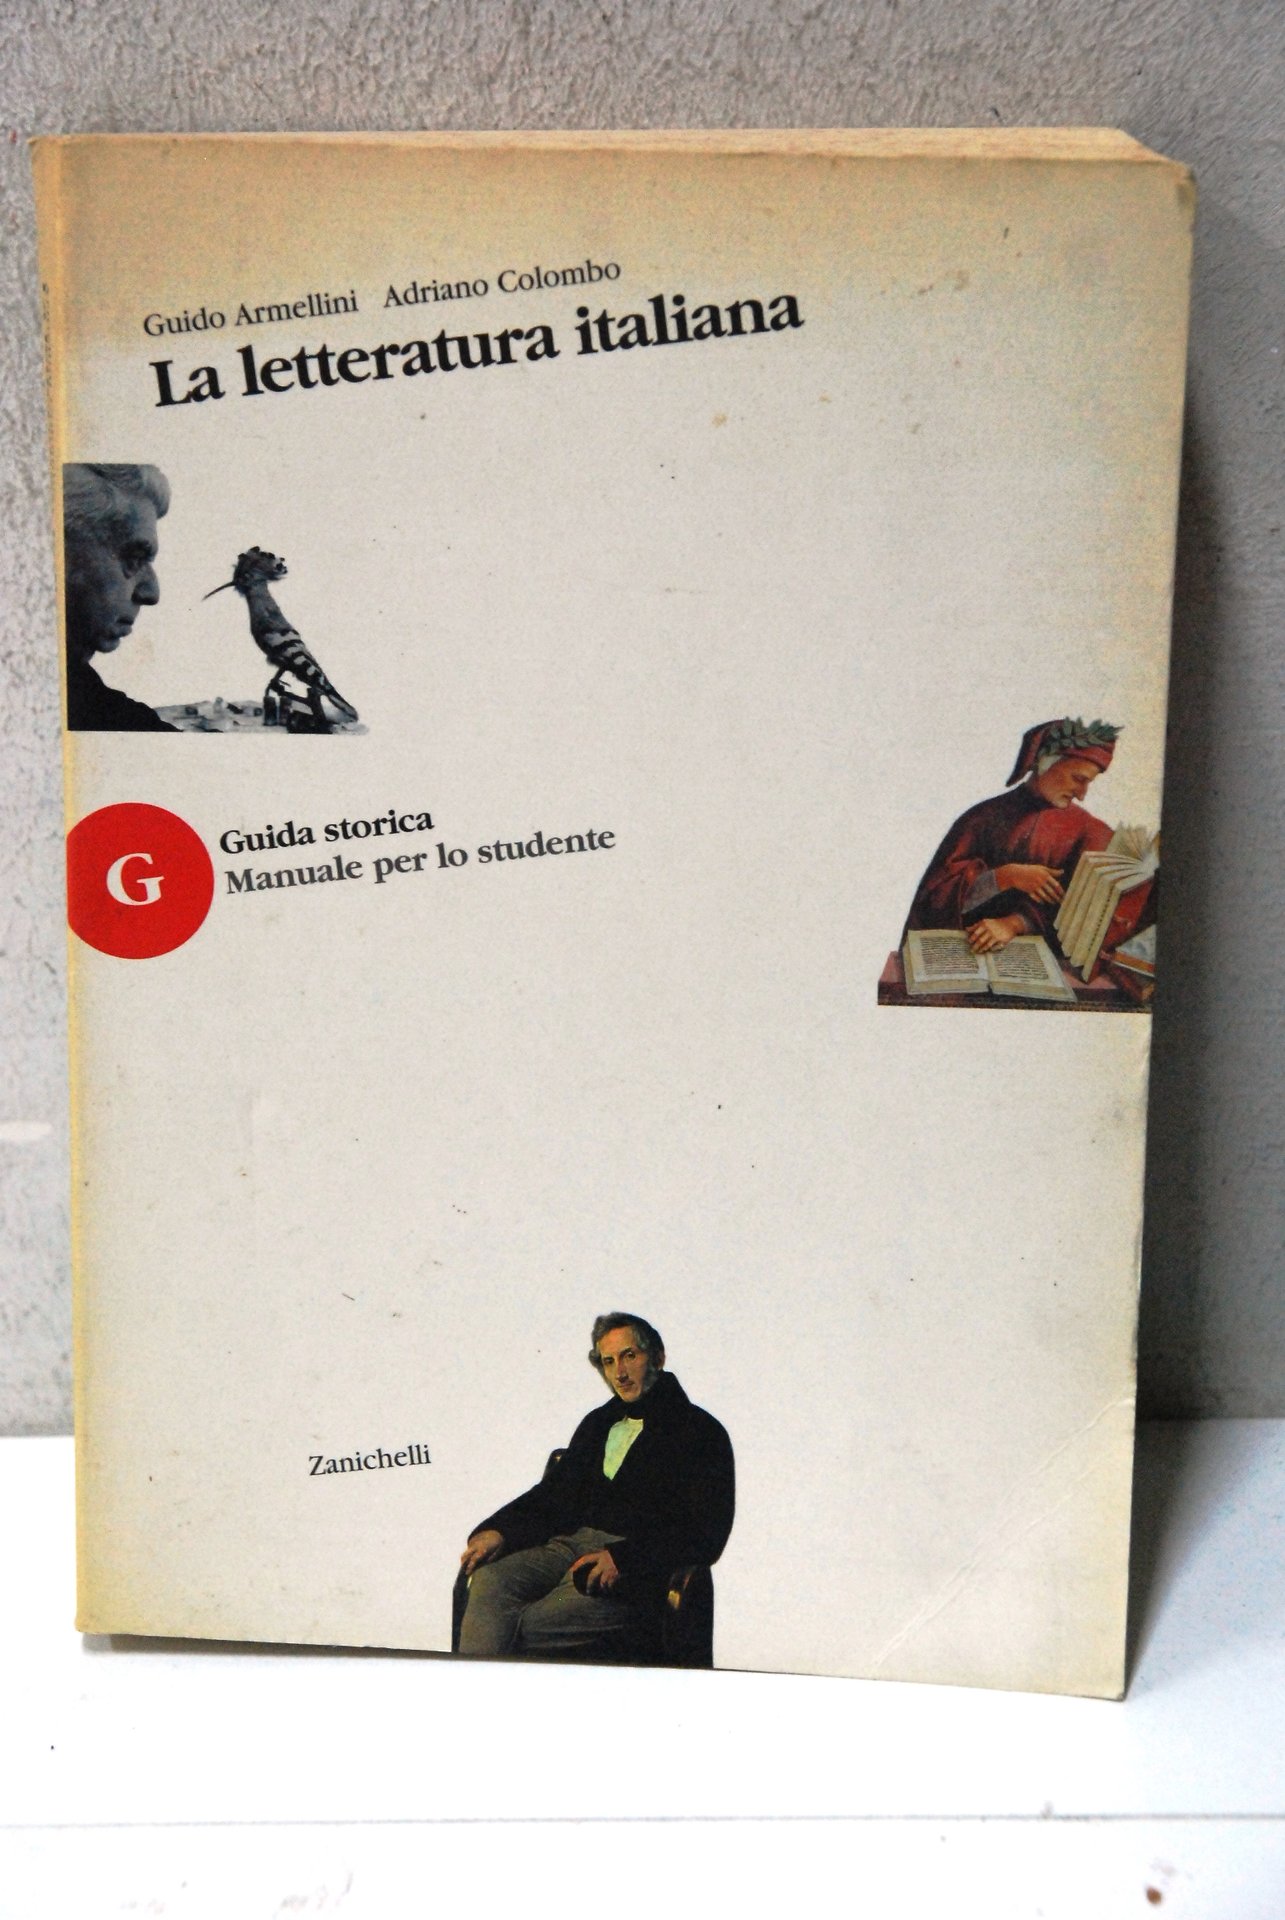 Guido Armellini Adriano Colombo
La letteratura italiana
G
Guida storica
Manuale per lo studente
Zanichelli